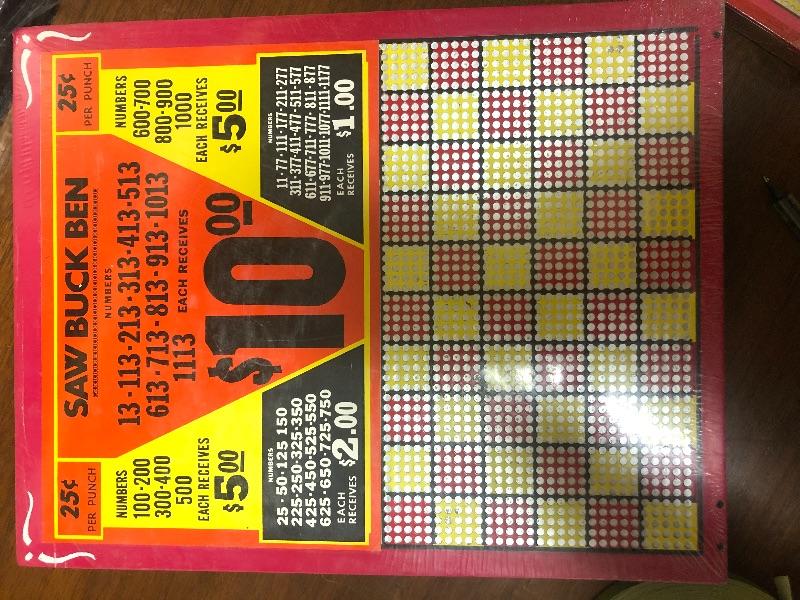 25¢
PER PUNCH
SAW BUCK BEN
25¢
PER PUNCH
NUMBERS
13·113·213·313·413·513
613·713·813·913·1013
1113
EACH RECEIVES
$10.00
NUMBERS
100-200
300-400
500
EACH RECEIVES
$5.00
NUMBERS
600-700
800-900
1000
EACH RECEIVES
$5.00
NUMBERS
25·50·125 150
225·250·325·350
425·450·525·550
625·650·725·750
EACH
RECEIVES
$2.00
NUMBERS
11-77-111-177-211-277
311-377-411-477-511-577
611-677-711-777-811-877
911-977-1011-1077-1111-1177
EACH
RECEIVES
$1.00